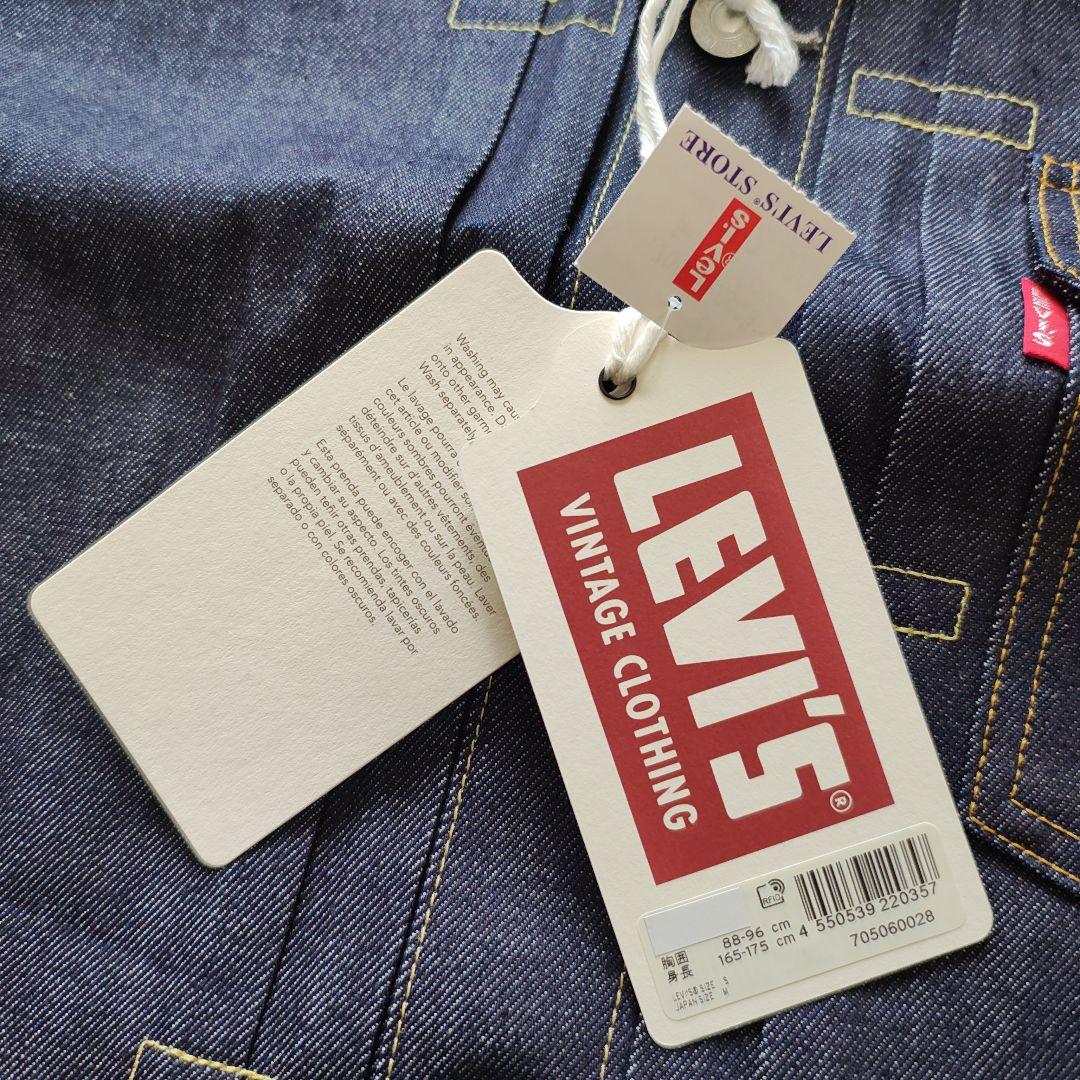 LEVI'S® STORE
Levi's®
LEVI'S®
VINTAGE CLOTHING
RFID
4 550539 220357
705060028
胸囲 88-96 cm
身長 165-175 cm
LEVI'S® SIZE S
JAPAN SIZE M
Washing may
in appearance.
onto other
Wash separately
Le lavage pourra
cet article ou modifier
couleurs sombres pourront
déteindre sur d'autres vêtements, des
tissus d'ameublement ou sur la peau. Laver
séparément ou avec des couleurs foncées.
Esta prenda puede encoger con el lavado
y cambiar su aspecto. Los tintes oscuros
pueden teñir otras prendas, tapicerías
o la propia piel. Se recomienda lavar por
separado o con colores oscuros.